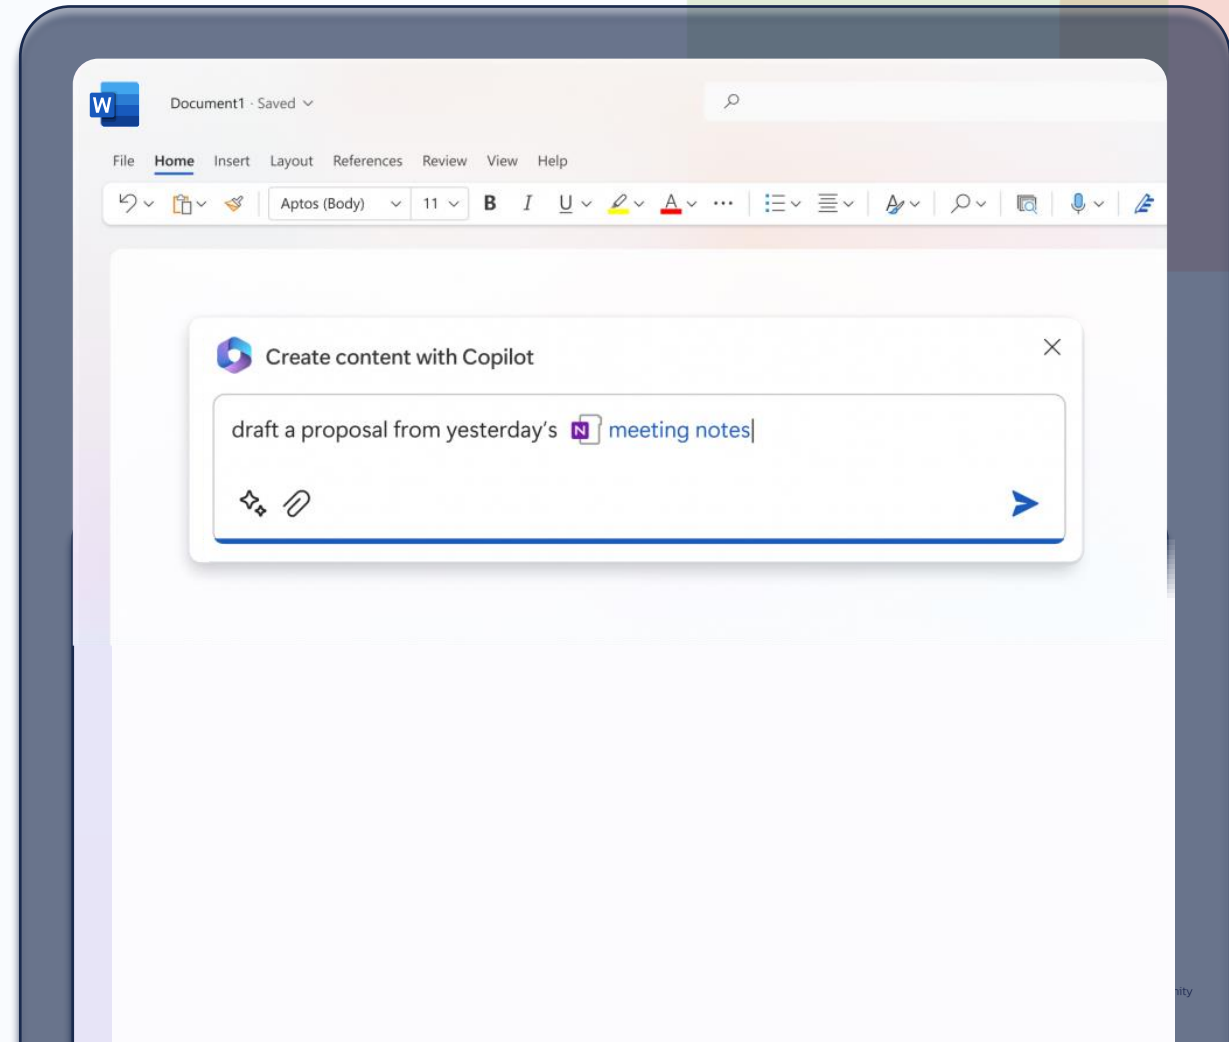 W
Document1 · Saved
File Home Insert Layout References Review View Help
Aptos (Body) 11 B I U A
Create content with Copilot
draft a proposal from yesterday's N meeting notes